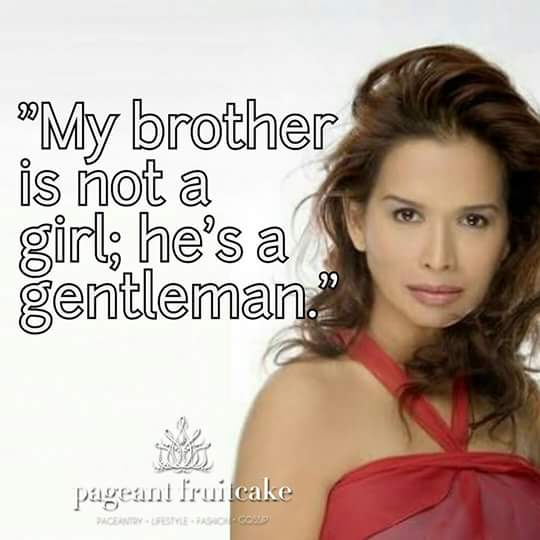 "My brother
is not a
girl; he's a
gentleman."
pageant fruitcake
PAGEANTRY - LIFESTYLE - FASHION - GOSSIP